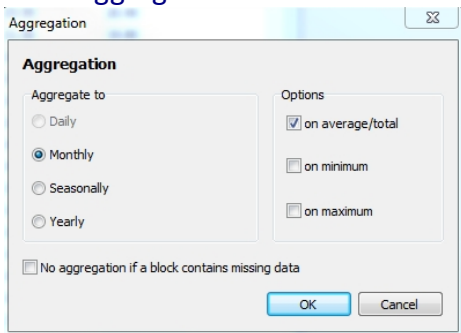 Aggregation
Aggregation
Aggregate to
Daily
Monthly
Seasonally
Yearly
Options
on average/total
on minimum
on maximum
No aggregation if a block contains missing data
OK
Cancel